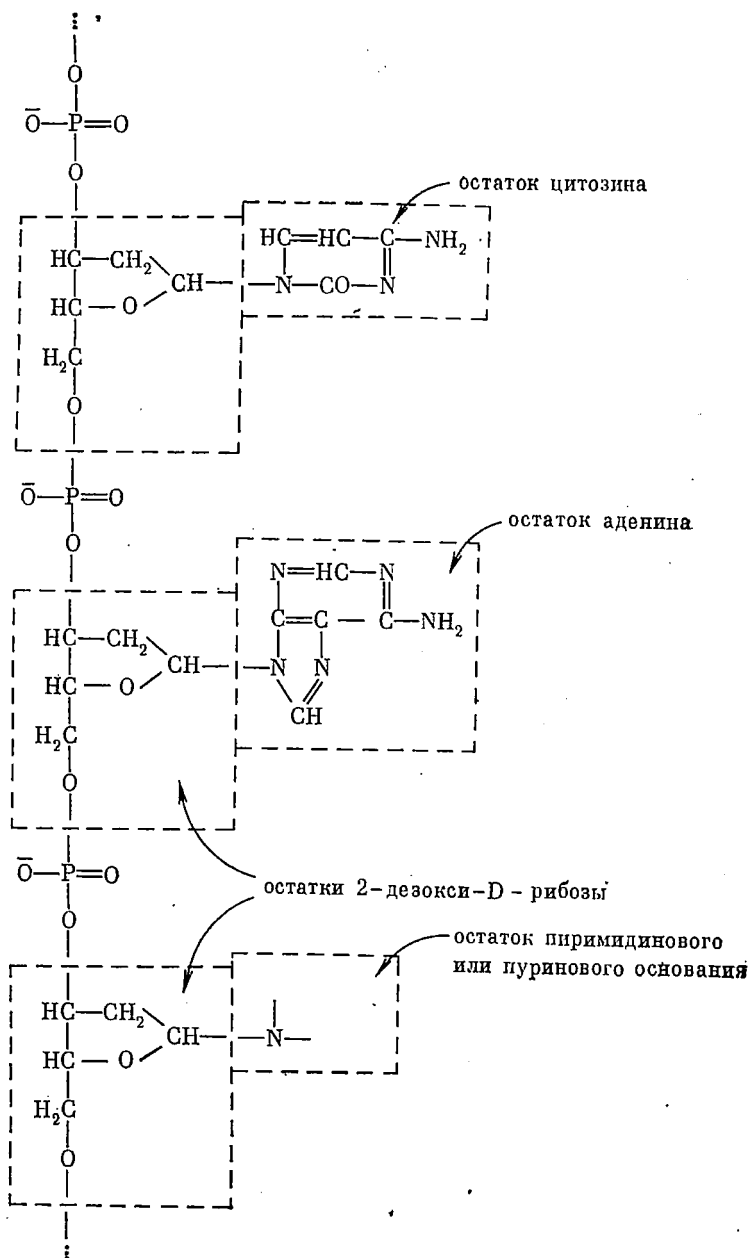 O
Ō—P=O
O
остаток цитозина
HC=HC—C—NH₂
HC—CH₂
CH—N—CO—N
HC—O
H₂C
O
Ō—P=O
остаток аденина
O
N=HC—N
C=C—C—NH₂
HC—CH₂
CH—N N
HC—O
CH
H₂C
O
Ō—P=O
остатки 2-дезокси-D-рибозы
O
остаток пиримидинового
или пуринового основания
HC—CH₂
CH—N—
HC—O
H₂C
O